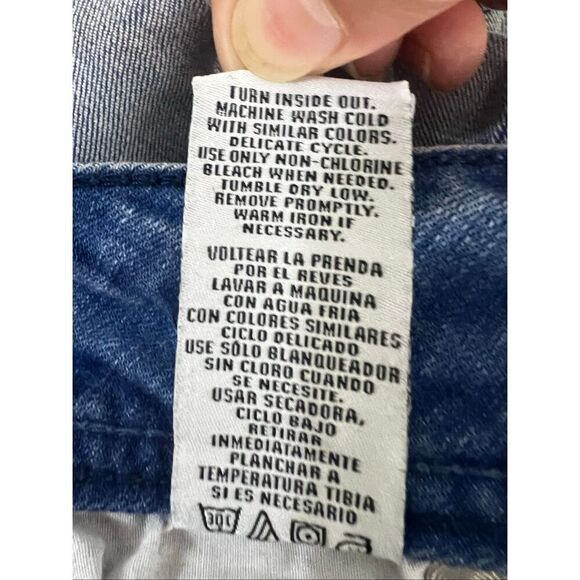 TURN INSIDE OUT.
MACHINE WASH COLD
WITH SIMILAR COLORS.
DELICATE CYCLE.
USE ONLY NON-CHLORINE
BLEACH WHEN NEEDED.
TUMBLE DRY LOW.
REMOVE PROMPTLY.
WARM IRON IF
NECESSARY.
VOLTEAR LA PRENDA
POR EL REVES
LAVAR A MAQUINA
CON AGUA FRIA
CON COLORES SIMILARES
CICLO DELICADO
USE SÓLO BLANQUEADOR
SIN CLORO CUANDO
SE NECESITE.
USAR SECADORA,
CICLO BAJO
RETIRAR
INMEDIATAMENTE
PLANCHAR A
TEMPERATURA TIBIA
SI ES NECESARIO